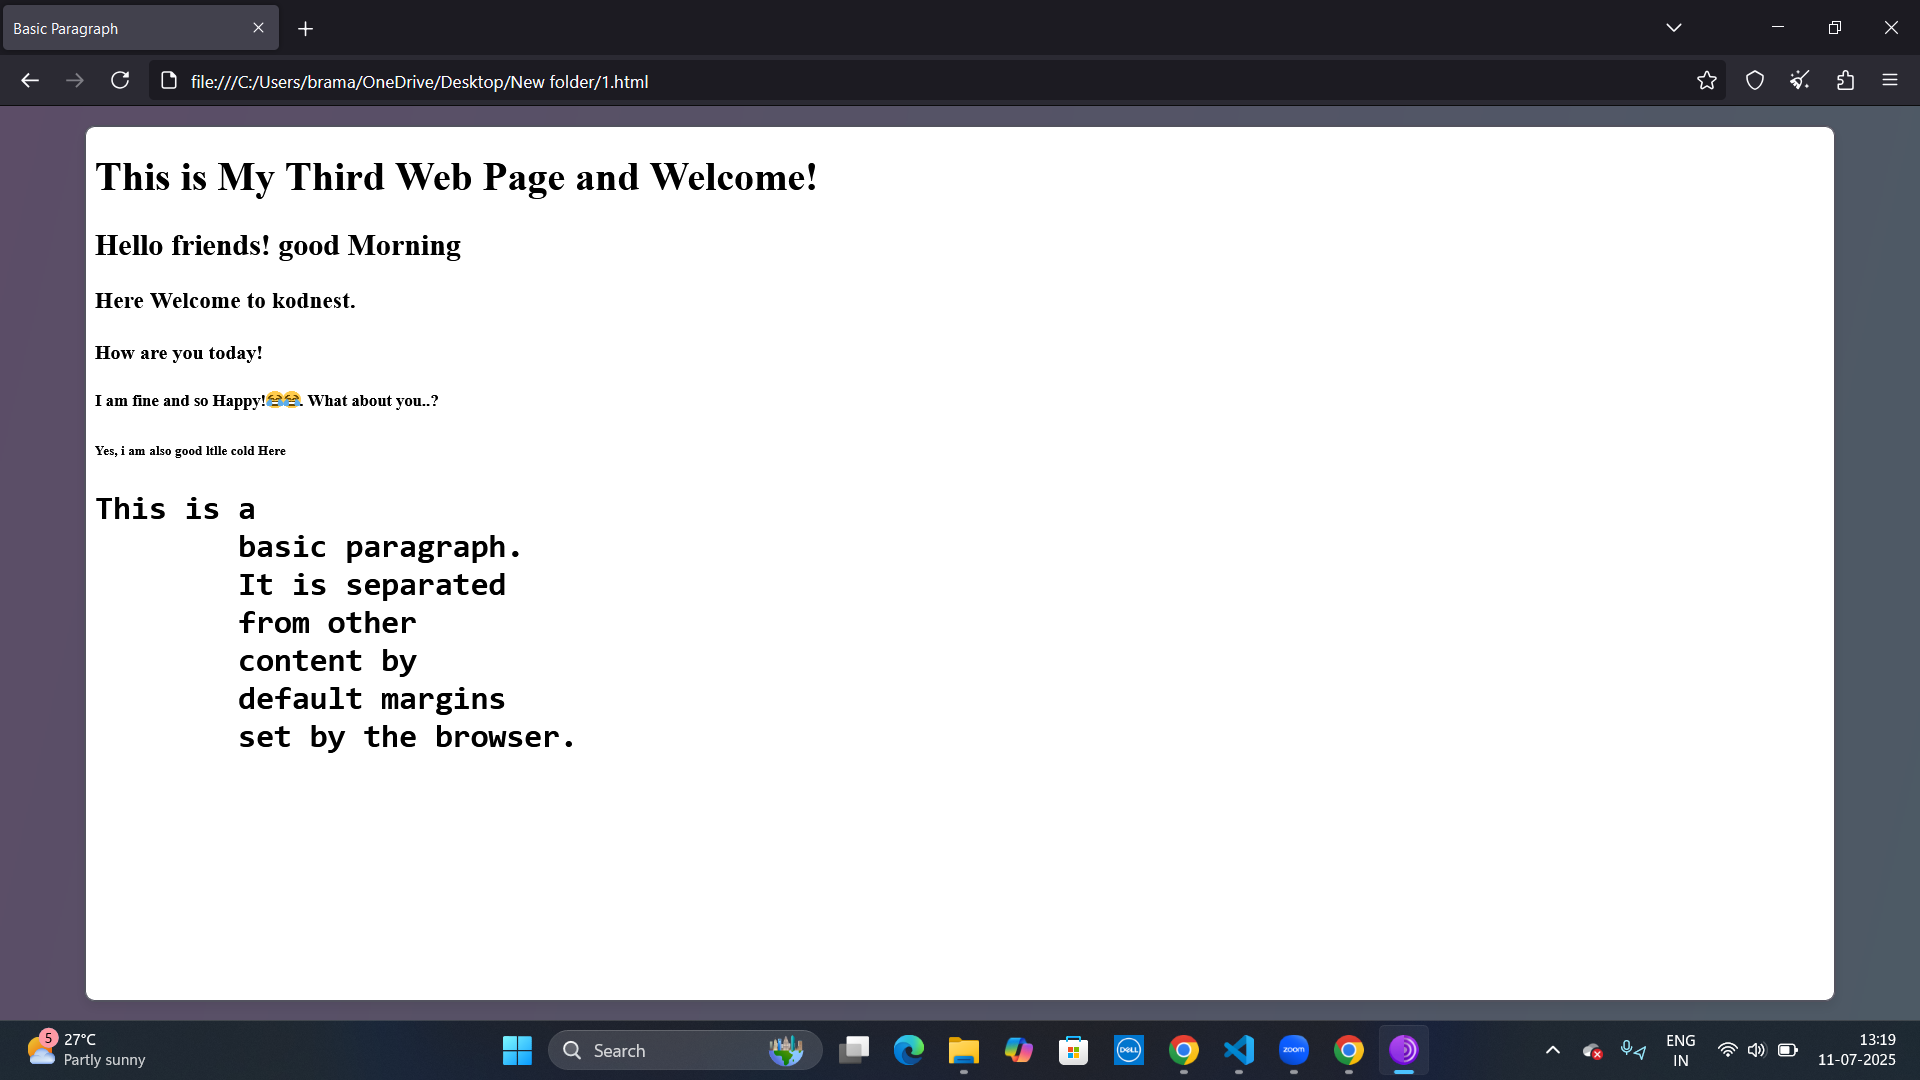 Basic Paragraph
file:///C:/Users/brama/OneDrive/Desktop/New folder/1.html
This is My Third Web Page and Welcome!
Hello friends! good Morning
Here Welcome to kodnest.
How are you today!
I am fine and so Happy!😂😂. What about you..?
Yes, i am also good ltlle cold Here
This is a
basic paragraph.
It is separated
from other
content by
default margins
set by the browser.
5
27°C
Partly sunny
Search
DELL
zoom
ENG
IN
13:19
11-07-2025